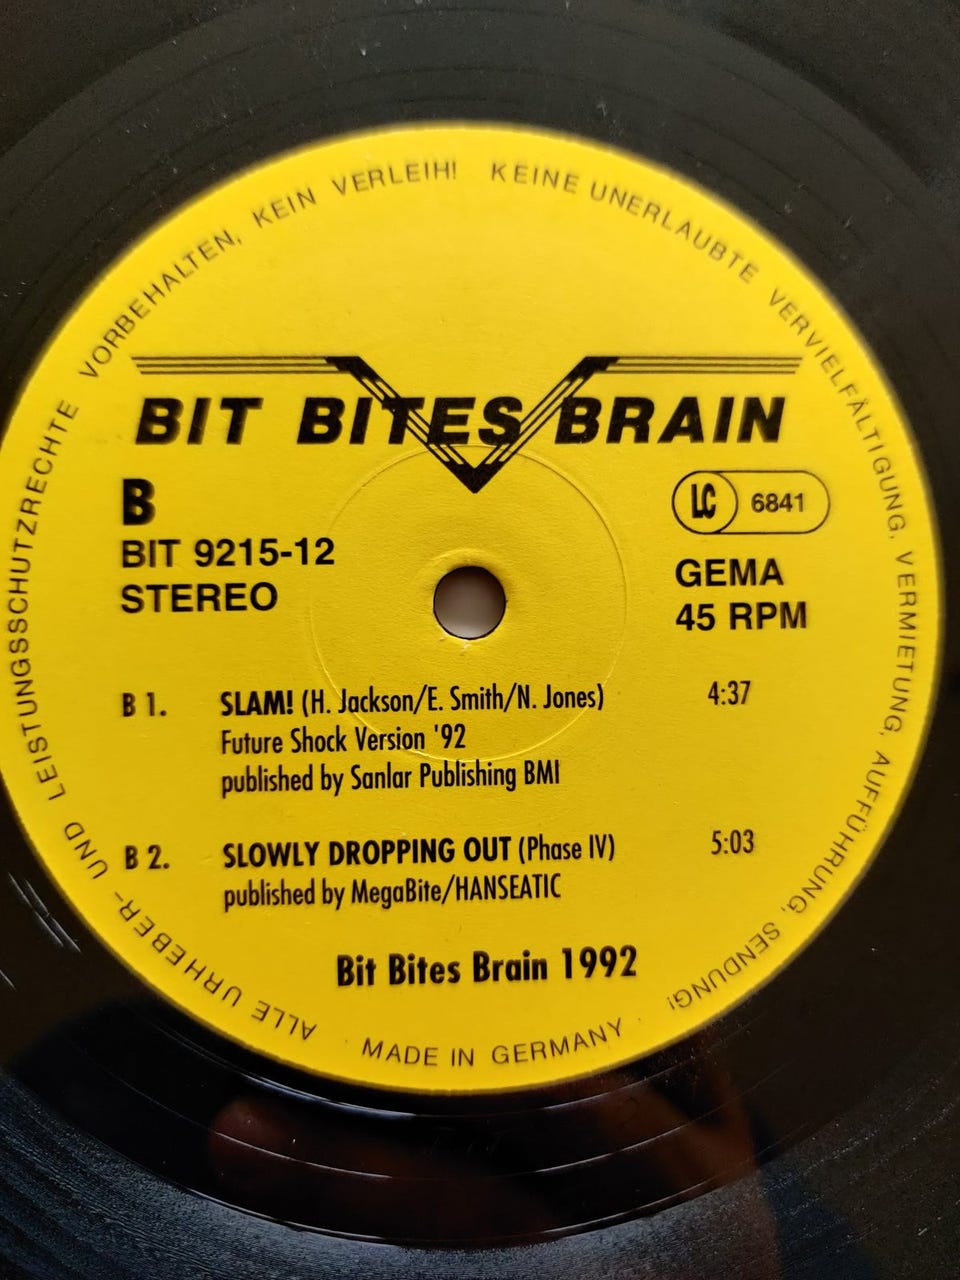 ALLE URHEBER- UND LEISTUNGSSCHUTZRECHTE VORBEHALTEN, KEIN VERLEIH! KEINE UNERLAUBTE VERVIELFÄLTIGUNG, VERMIETUNG, AUFFÜHRUNG, SENDUNG!
BIT BITES BRAIN
B
BIT 9215-12
STEREO
LC 6841
GEMA
45 RPM
B 1. SLAM! (H. Jackson/E. Smith/N. Jones) 4:37
Future Shock Version '92
published by Sanlar Publishing BMI
B 2. SLOWLY DROPPING OUT (Phase IV) 5:03
published by MegaBite/HANSEATIC
Bit Bites Brain 1992
· MADE IN GERMANY ·